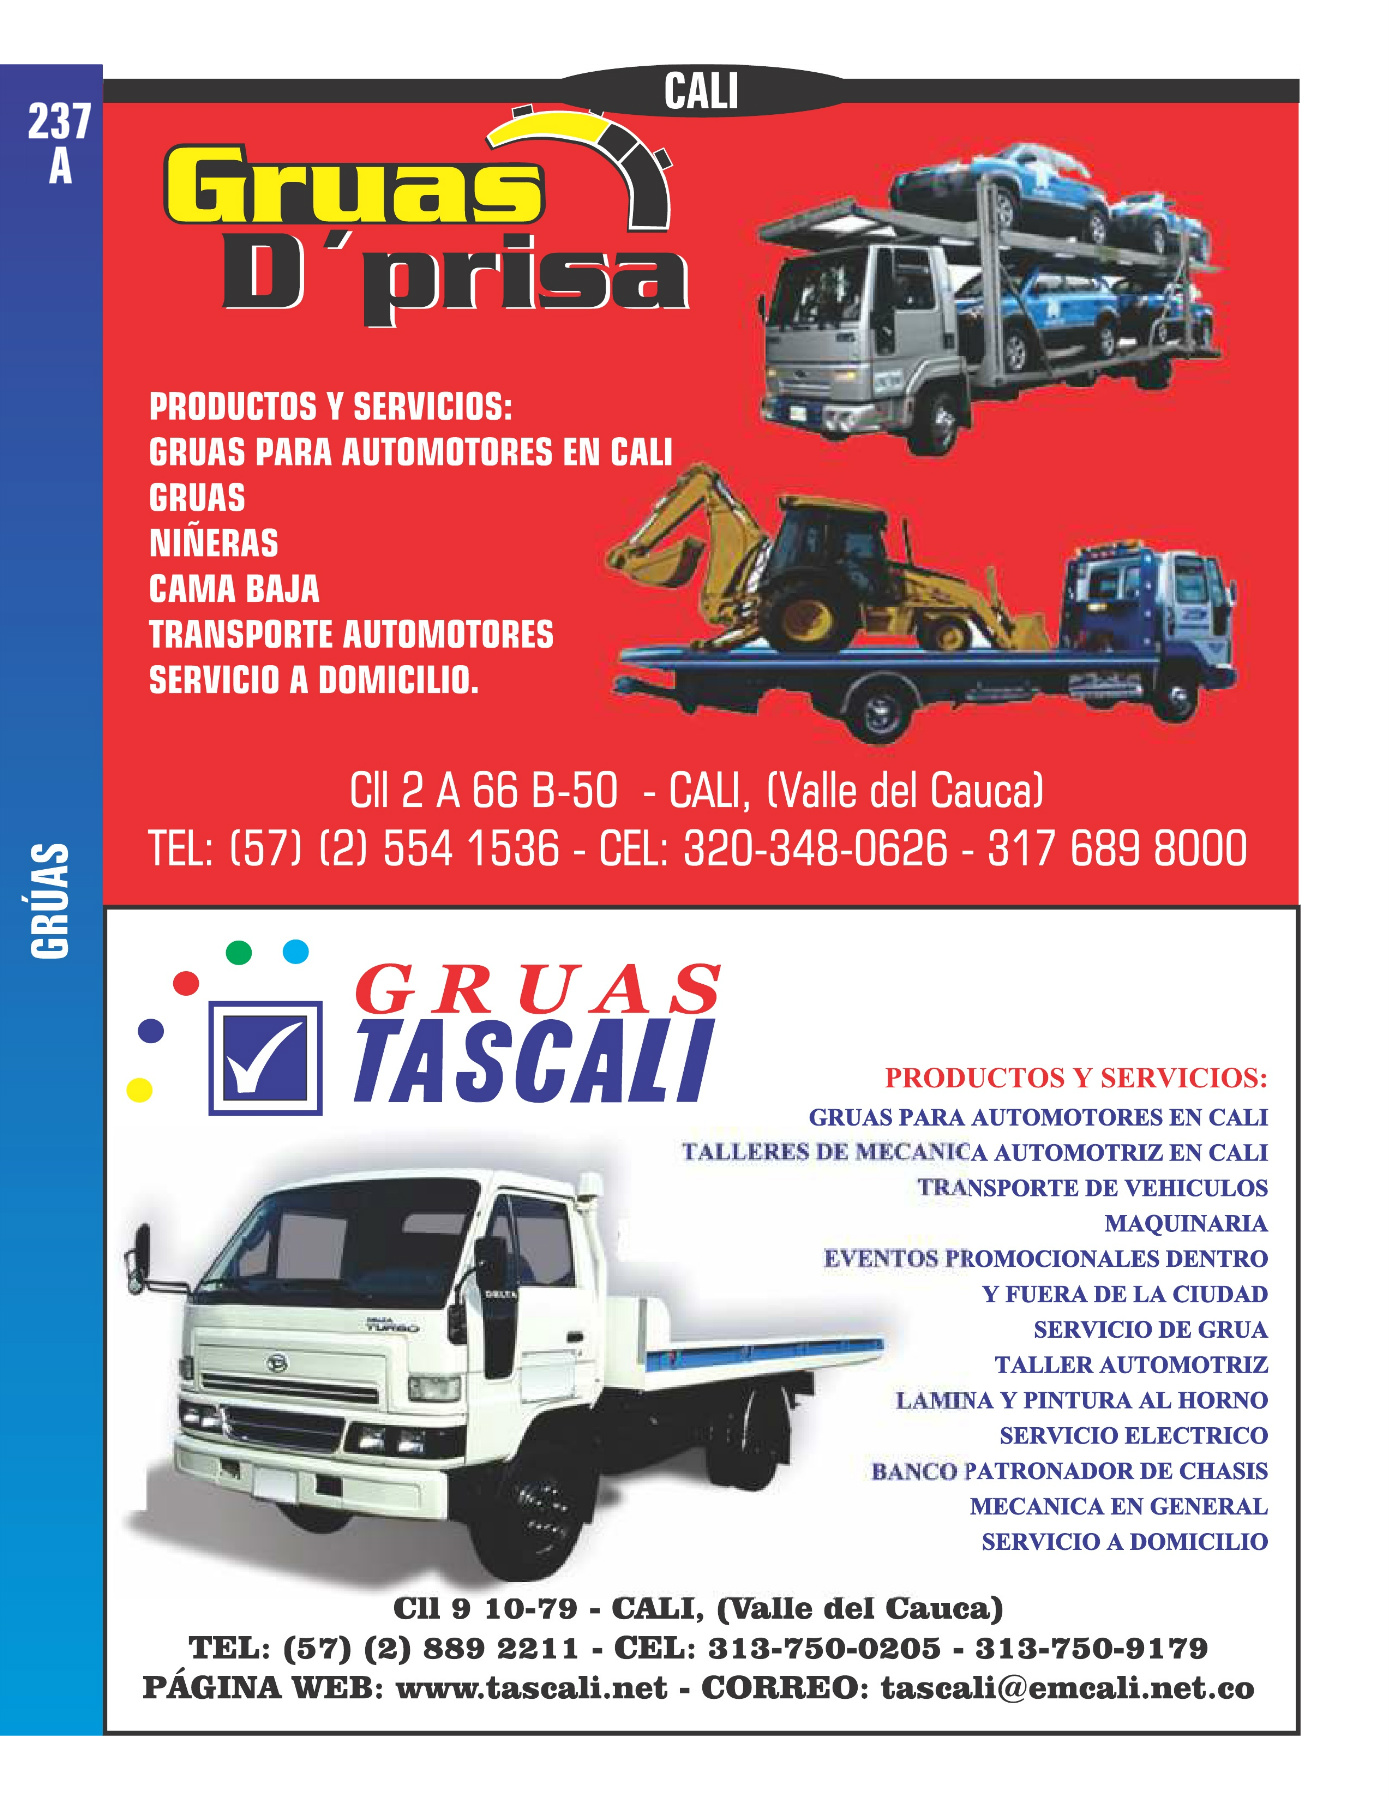 237
A
GRÚAS
CALI
Gruas
D´prisa
PRODUCTOS Y SERVICIOS:
GRUAS PARA AUTOMOTORES EN CALI
GRUAS
NIÑERAS
CAMA BAJA
TRANSPORTE AUTOMOTORES
SERVICIO A DOMICILIO.
Cll 2 A 66 B-50 - CALI, (Valle del Cauca)
TEL: (57) (2) 554 1536 - CEL: 320-348-0626 - 317 689 8000
GRUAS
TASCALI
PRODUCTOS Y SERVICIOS:
GRUAS PARA AUTOMOTORES EN CALI
TALLERES DE MECANICA AUTOMOTRIZ EN CALI
TRANSPORTE DE VEHICULOS
MAQUINARIA
EVENTOS PROMOCIONALES DENTRO
Y FUERA DE LA CIUDAD
SERVICIO DE GRUA
TALLER AUTOMOTRIZ
LAMINA Y PINTURA AL HORNO
SERVICIO ELECTRICO
BANCO PATRONADOR DE CHASIS
MECANICA EN GENERAL
SERVICIO A DOMICILIO
DELTA
DELTA
TURBO
Cll 9 10-79 - CALI, (Valle del Cauca)
TEL: (57) (2) 889 2211 - CEL: 313-750-0205 - 313-750-9179
PÁGINA WEB: www.tascali.net - CORREO: tascali@emcali.net.co